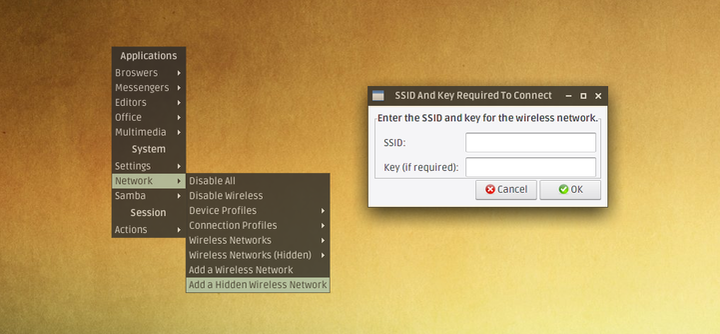 Applications
Broswers
Messengers
Editors
Office
Multimedia
System
Settings
Network
Samba
Session
Actions
Disable All
Disable Wireless
Device Profiles
Connection Profiles
Wireless Networks
Wireless Networks (Hidden)
Add a Wireless Network
Add a Hidden Wireless Network
SSID And Key Required To Connect
Enter the SSID and key for the wireless network.
SSID:
Key (if required):
Cancel OK